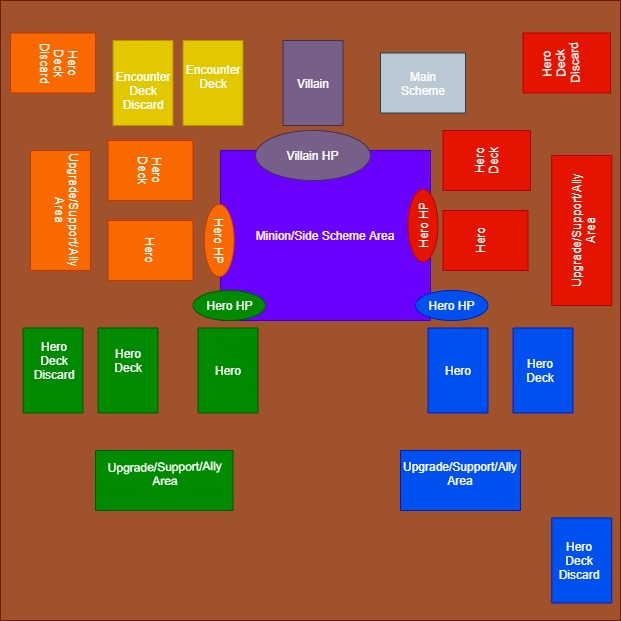 Hero
Deck
Discard
Encounter
Deck
Discard
Encounter
Deck
Villain
Main
Scheme
Hero
Deck
Discard
Villain HP
Upgrade/Support/Ally
Area
Hero
Deck
Hero
Hero HP
Minion/Side Scheme Area
Hero HP
Hero
Deck
Hero
Upgrade/Support/Ally
Area
Hero HP
Hero HP
Hero
Deck
Discard
Hero
Deck
Hero
Hero
Hero
Deck
Upgrade/Support/Ally
Area
Upgrade/Support/Ally
Area
Hero
Deck
Discard